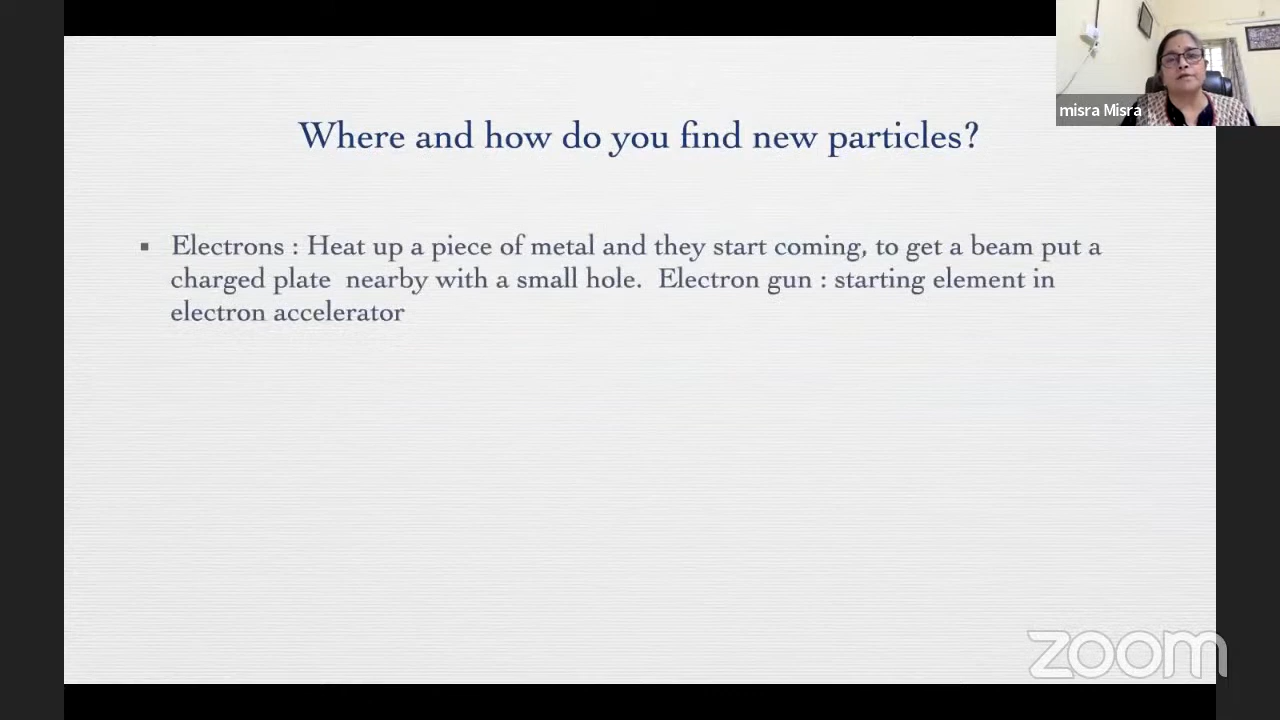 misra Misra
Where and how do you find new particles?
▪ Electrons : Heat up a piece of metal and they start coming, to get a beam put a
charged plate nearby with a small hole. Electron gun : starting element in
electron accelerator
zoom